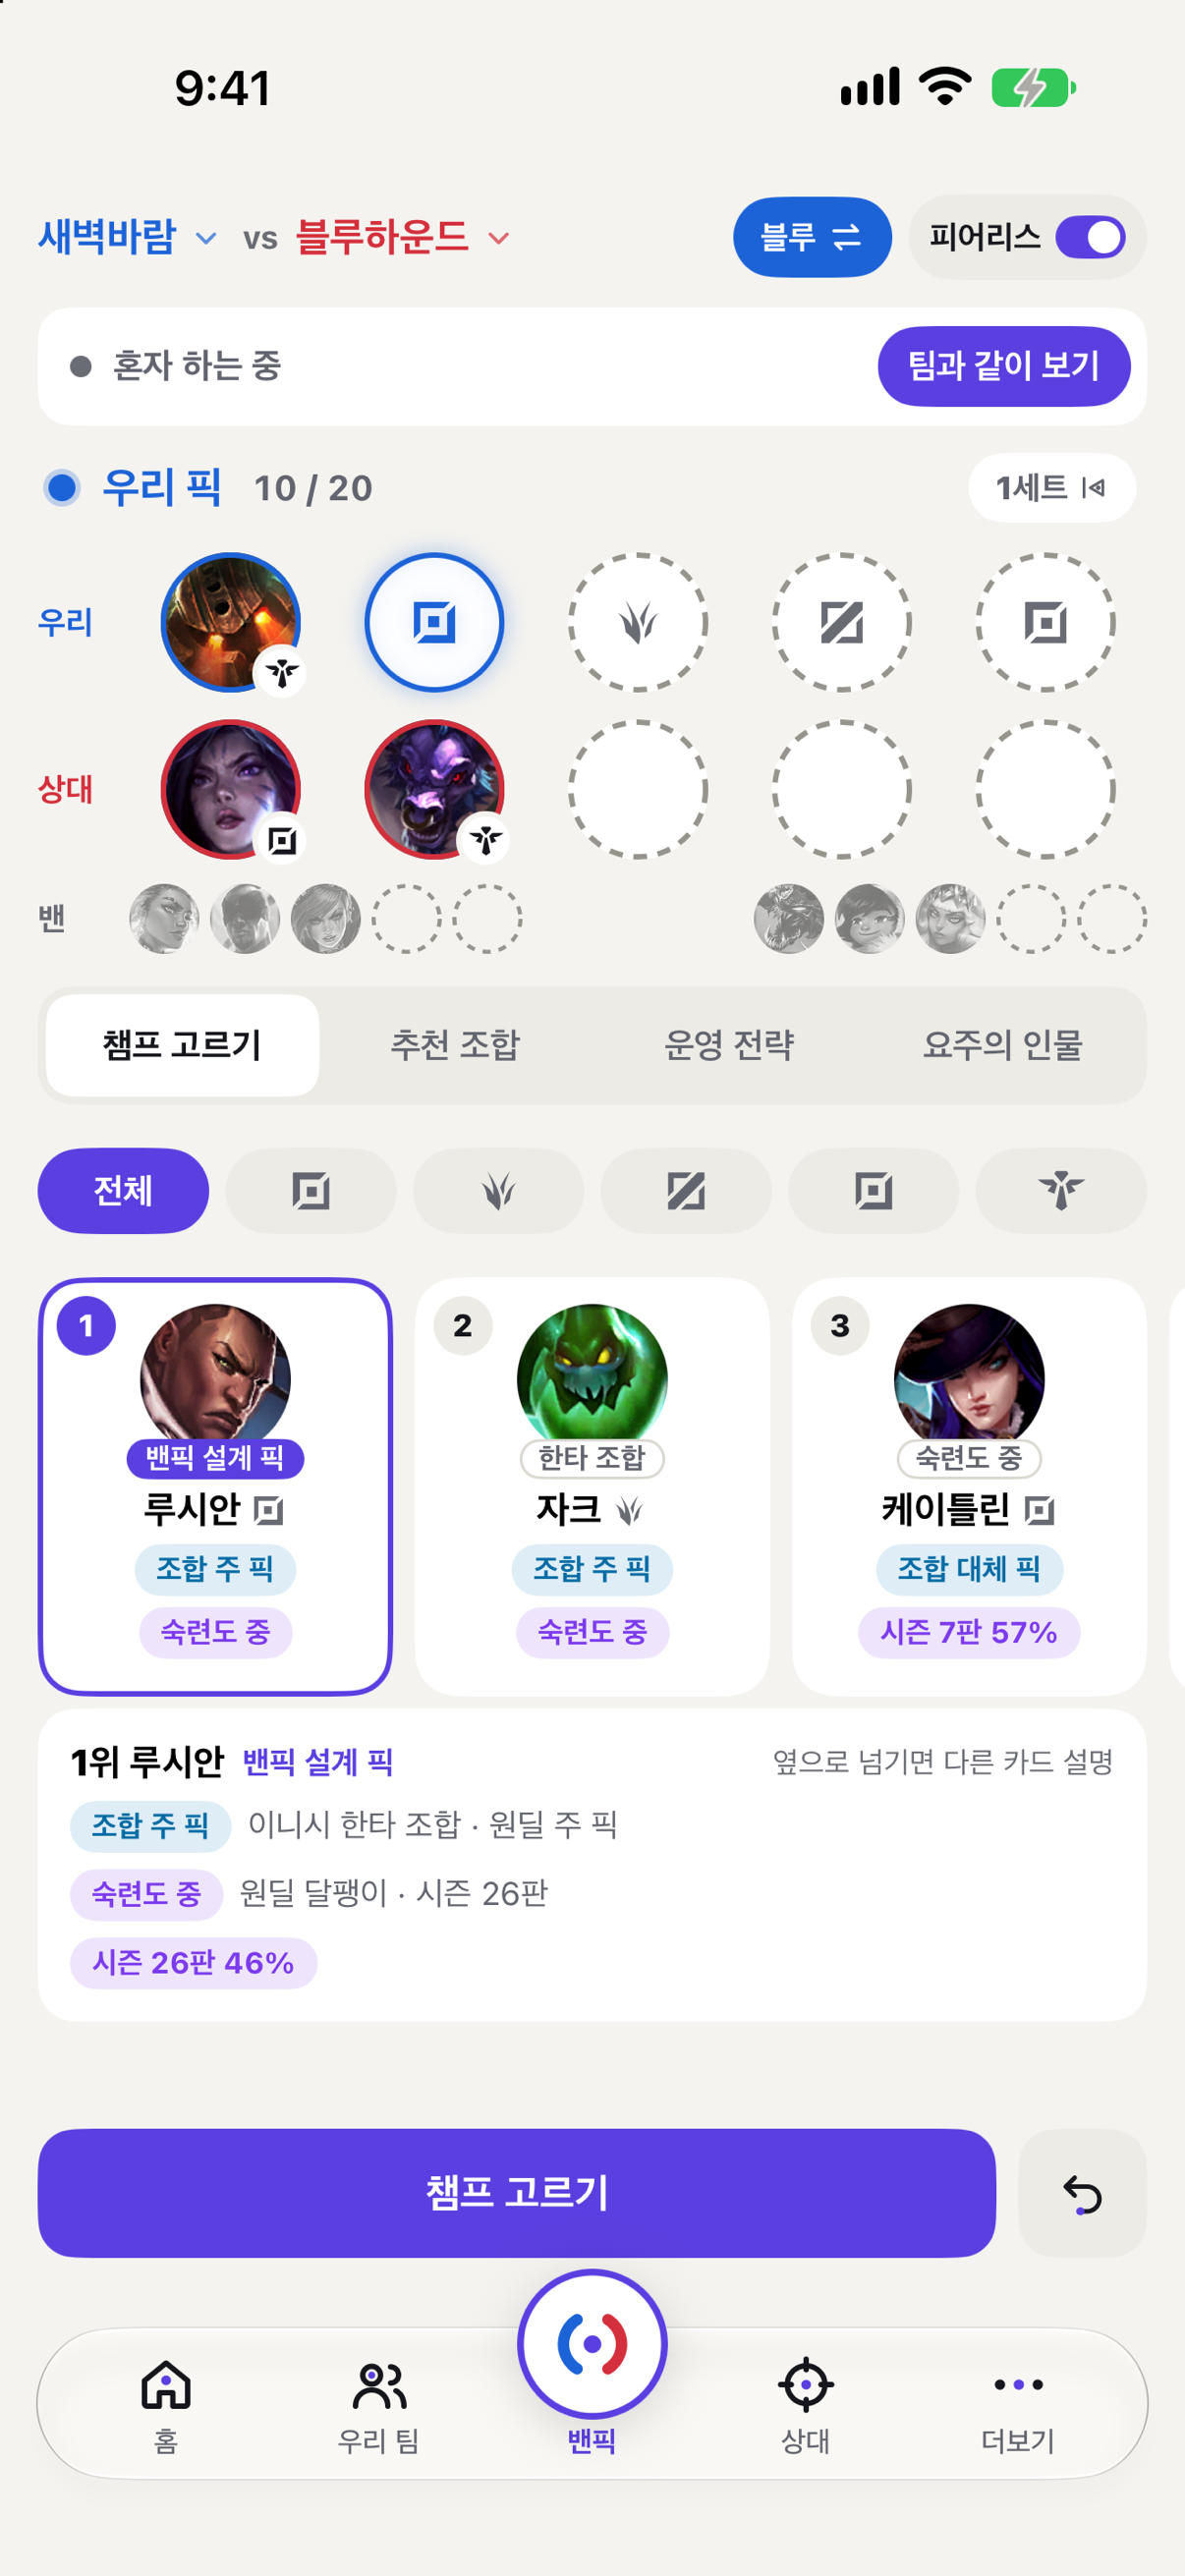 9:41
새벽바람 vs 블루하운드 블루 피어리스
혼자 하는 중 팀과 같이 보기
우리 픽 10 / 20 1세트
우리
상대
밴
챔프 고르기 추천 조합 운영 전략 요주의 인물
전체
1 2 3
밴픽 설계 픽 한타 조합 숙련도 중
루시안 자크 케이틀린
조합 주 픽 조합 주 픽 조합 대체 픽
숙련도 중 숙련도 중 시즌 7판 57%
1위 루시안 밴픽 설계 픽 옆으로 넘기면 다른 카드 설명
조합 주 픽 이니시 한타 조합 · 원딜 주 픽
숙련도 중 원딜 달팽이 · 시즌 26판
시즌 26판 46%
챔프 고르기
홈 우리 팀 밴픽 상대 더보기